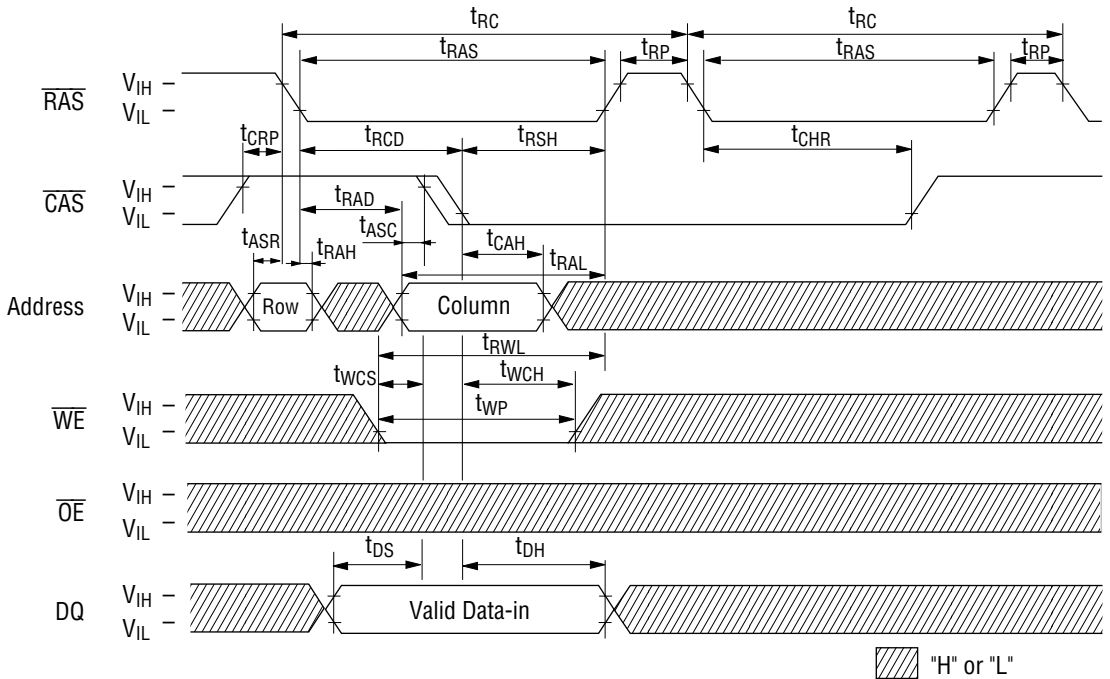 tRC tRC
tRAS tRP tRAS tRP
RAS VIH
VIL
tCRP tRCD tRSH tCHR
CAS VIH
VIL
tRAD
tASR tRAH tASC tCAH tRAL
Address VIH
VIL
Row Column
tRWL
tWCS tWCH
WE VIH
VIL
tWP
OE VIH
VIL
tDS tDH
DQ VIH
VIL
Valid Data-in
"H" or "L"